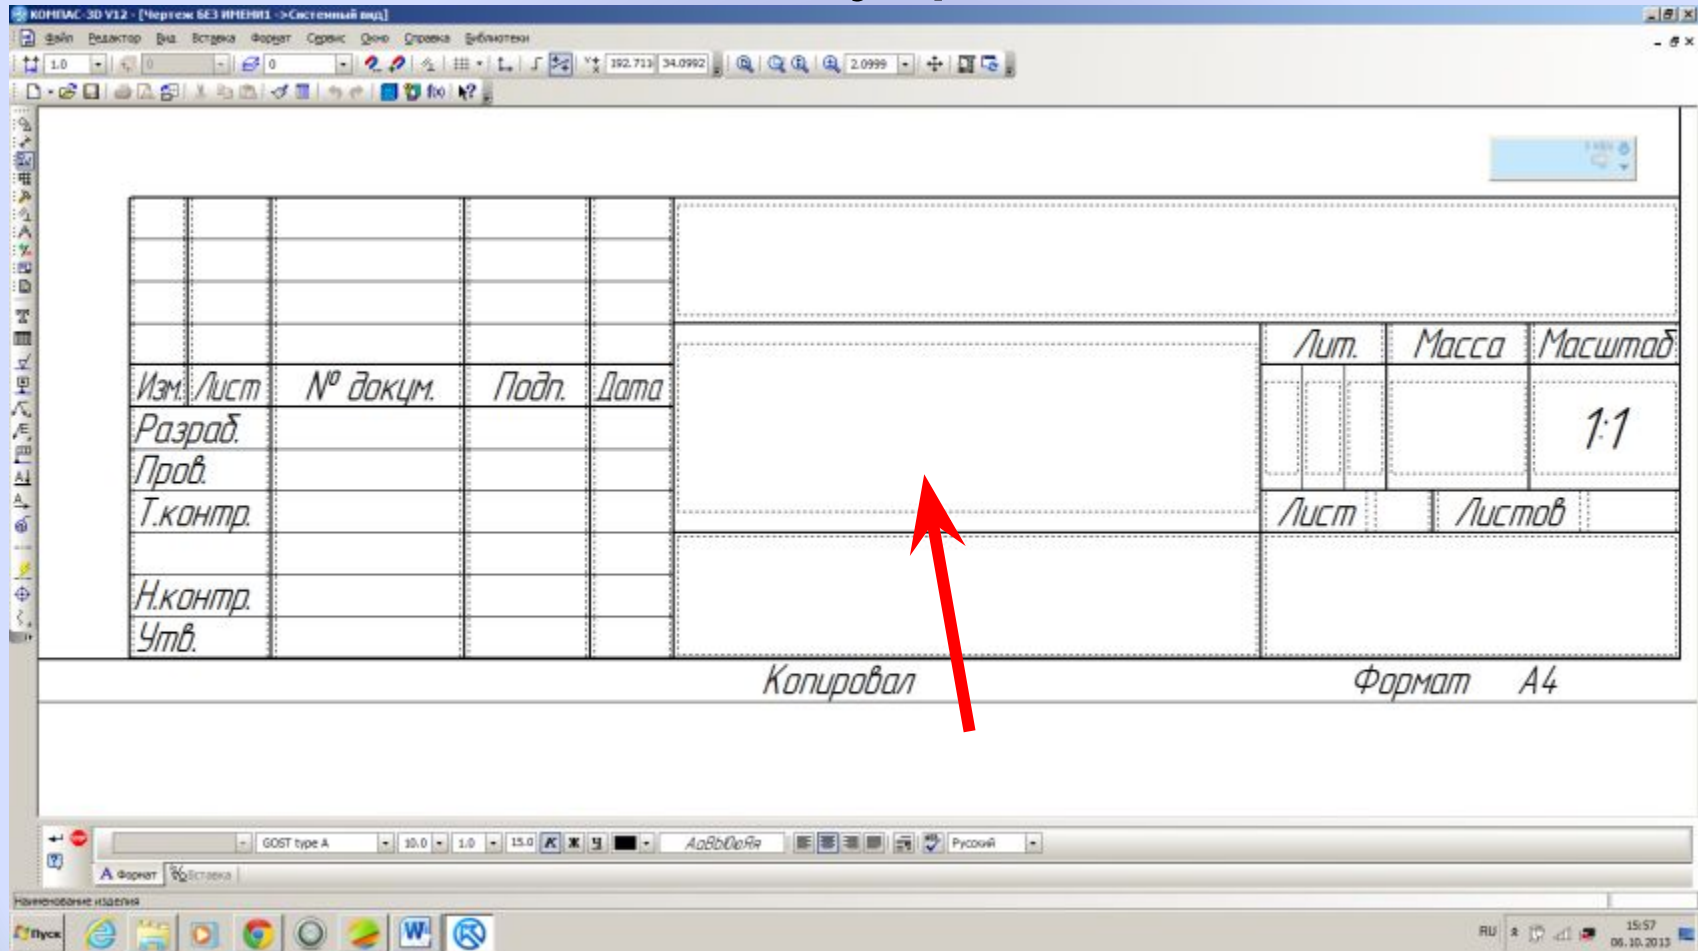 КОМПАС-3D V12 - [Чертеж БЕЗ ИМЕНИ1 ->Системный вид]
Файл Редактор Вид Вставка Формат Сервис Окно Справка Библиотеки
1.0 0 0 192.713 34.0992 2.0999
Лит. Масса Масштаб
Изм. Лист № докум. Подп. Дата
Разраб. 1:1
Пров.
Т.контр. Лист Листов
Н.контр.
Утв.
Копировал Формат A4
GOST type A 10.0 1.0 15.0 К Ж Ч АаBbБбЯя Русский
Формат Вставка
Наименование изделия
Пуск RU 15:57
06.10.2013